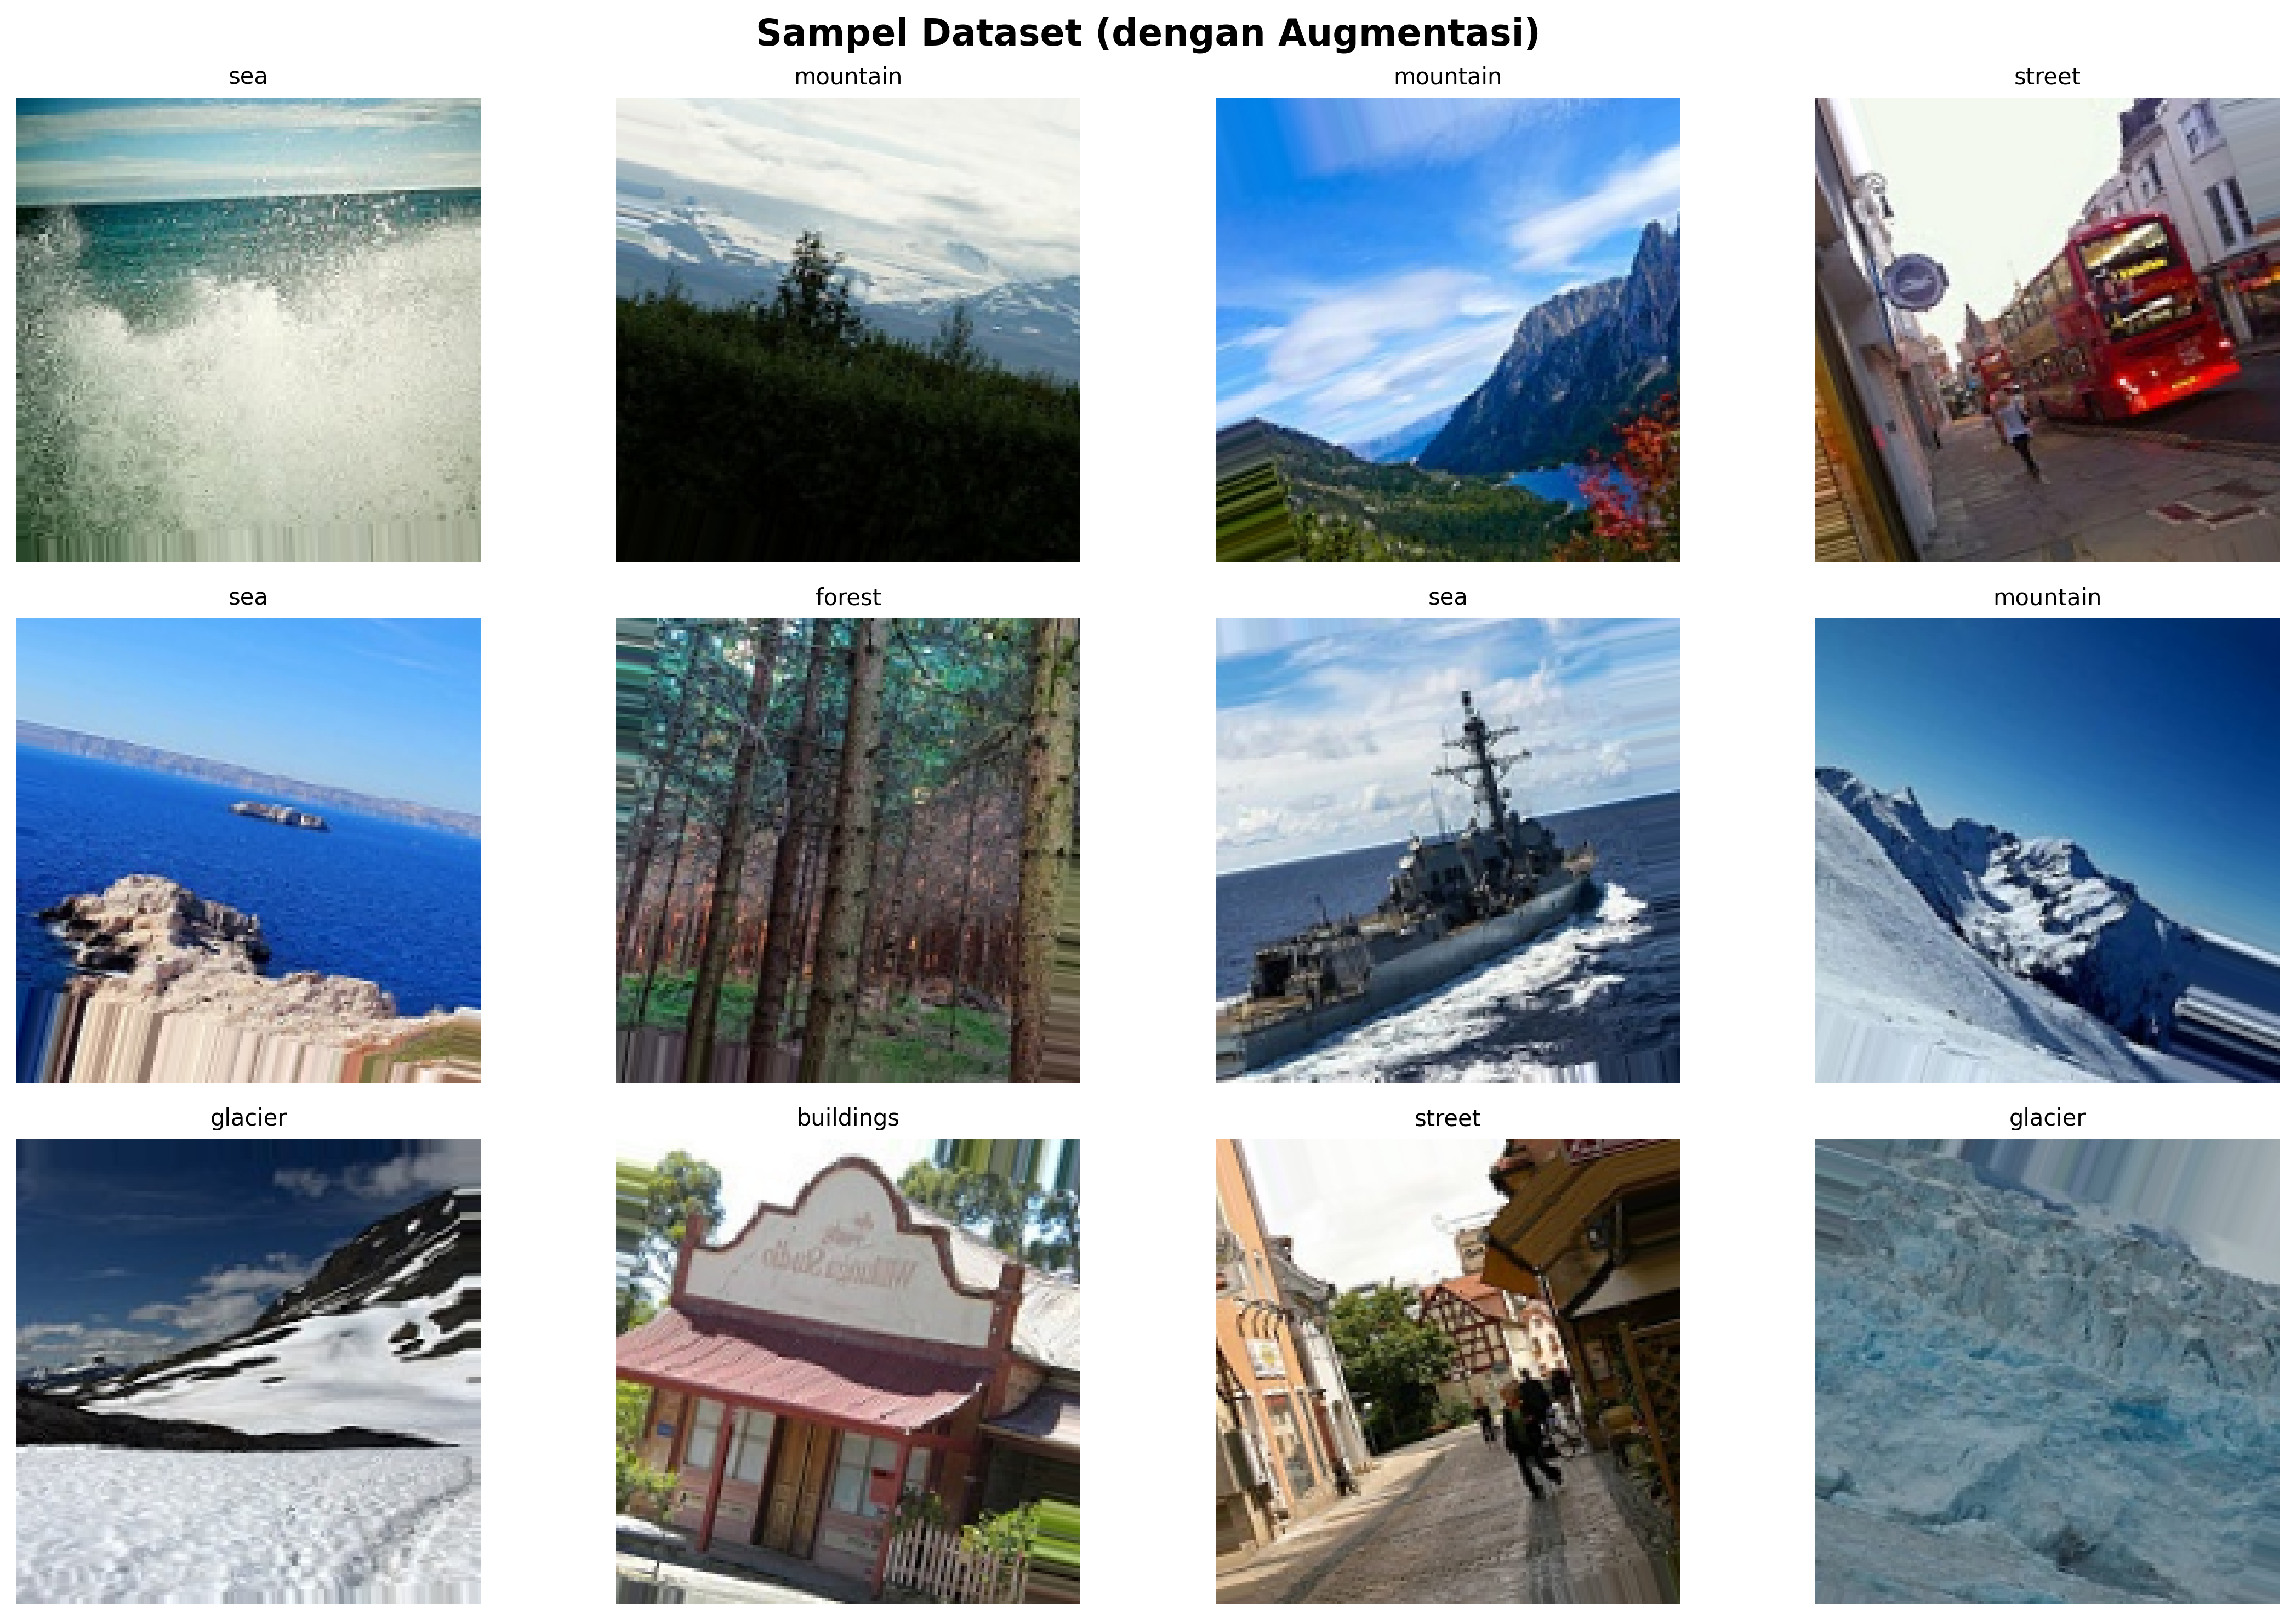 Sampel Dataset (dengan Augmentasi)
sea
mountain
mountain
street
sea
forest
sea
mountain
glacier
buildings
street
glacier